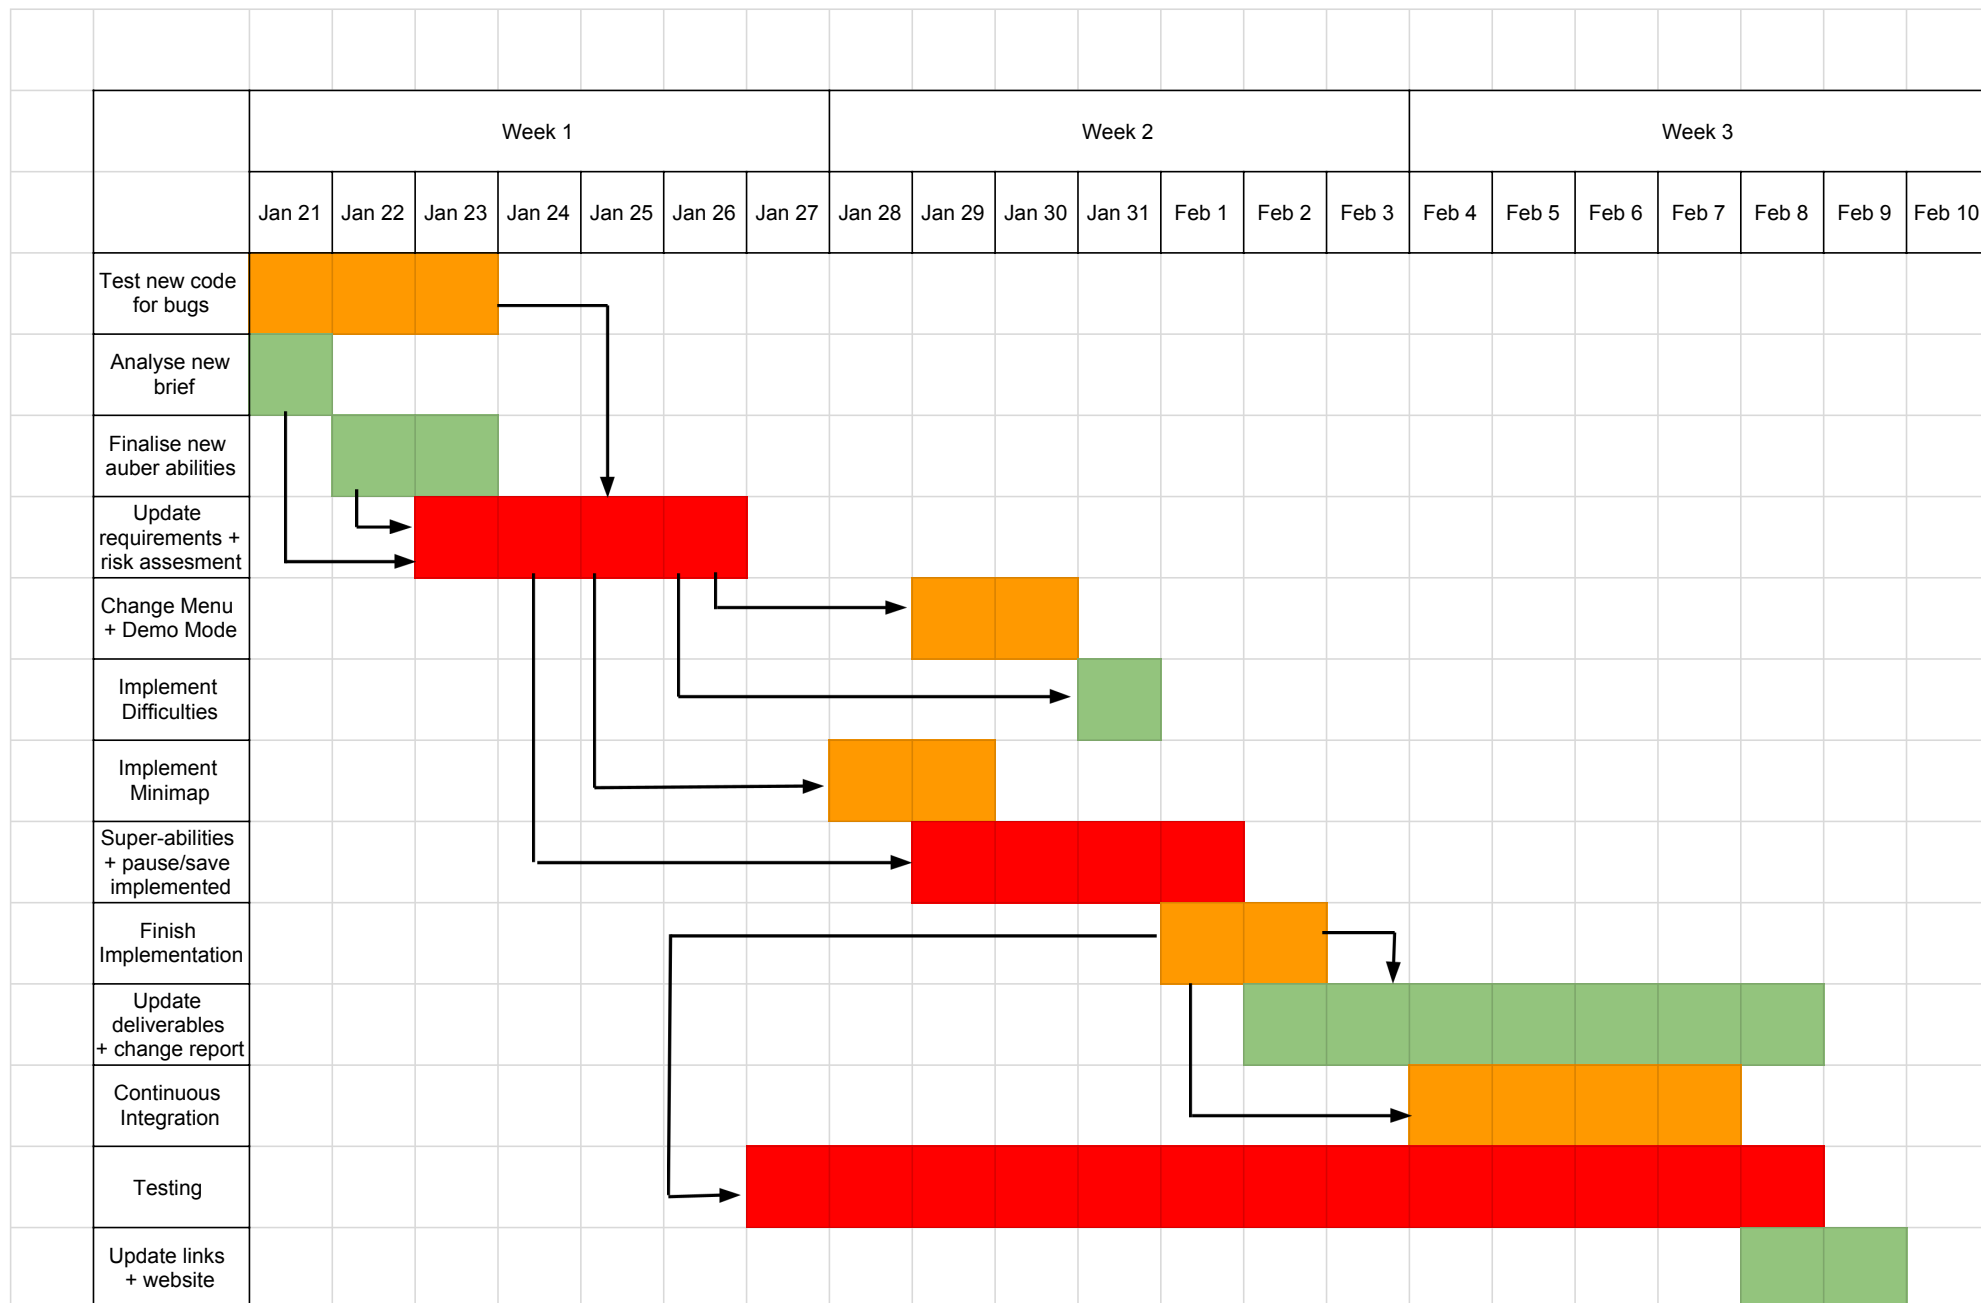 Week 1
Week 2
Week 3
Jan 21
Jan 22
Jan 23
Jan 24
Jan 25
Jan 26
Jan 27
Jan 28
Jan 29
Jan 30
Jan 31
Feb 1
Feb 2
Feb 3
Feb 4
Feb 5
Feb 6
Feb 7
Feb 8
Feb 9
Feb 10
Test new code
for bugs
Analyse new
brief
Finalise new
auber abilities
Update
requirements +
risk assesment
Change Menu
+ Demo Mode
Implement
Difficulties
Implement
Minimap
Super-abilities
+ pause/save
implemented
Finish
Implementation
Update
deliverables
+ change report
Continuous
Integration
Testing
Update links
+ website